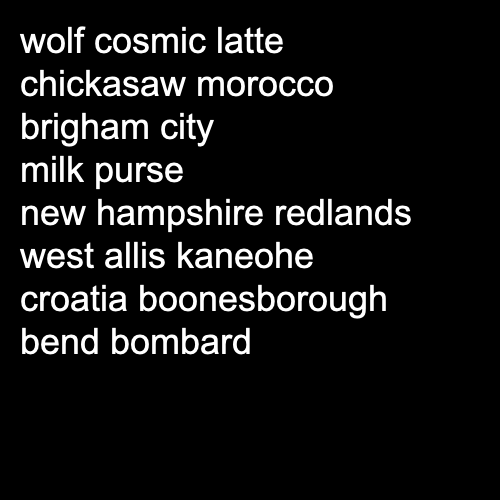 wolf cosmic latte
chickasaw morocco
brigham city
milk purse
new hampshire redlands
west allis kaneohe
croatia boonesborough
bend bombard